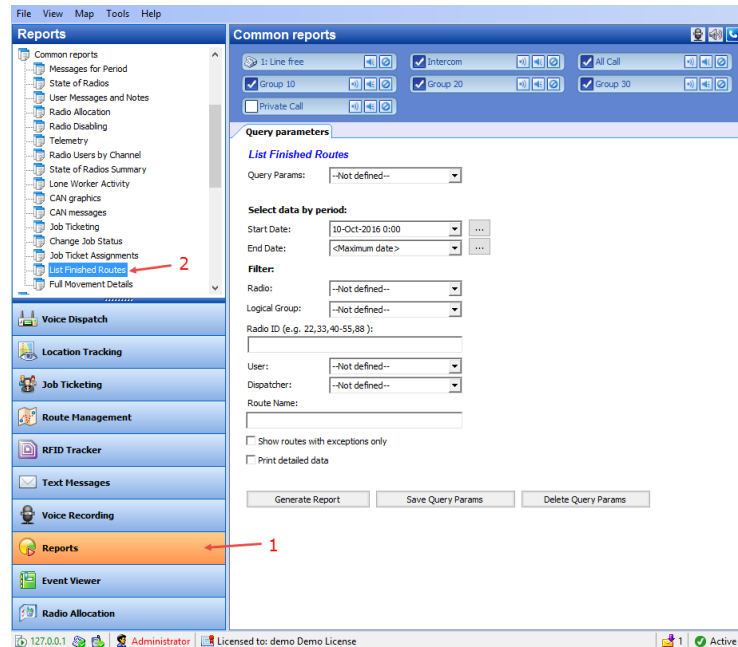 File View Map Tools Help
Reports
Common reports
Messages for Period
State of Radios
User Messages and Notes
Radio Allocation
Radio Disabling
Telemetry
Radio Users by Channel
State of Radios Summary
Lone Worker Activity
CAN graphics
CAN messages
Job Ticketing
Change Job Status
Job Ticket Assignments
List Finished Routes
2
Full Movement Details
Voice Dispatch
Location Tracking
Job Ticketing
Route Management
RFID Tracker
Text Messages
Voice Recording
Reports
1
Event Viewer
Radio Allocation
Common reports
1: Line free
Intercom
All Call
Group 10
Group 20
Group 30
Private Call
Query parameters
List Finished Routes
Query Params: --Not defined--
Select data by period:
Start Date: 10-Oct-2016 0:00 ...
End Date: <Maximum date> ...
Filter:
Radio: --Not defined--
Logical Group: --Not defined--
Radio ID (e.g. 22,33,40-55,88 ):
User: --Not defined--
Dispatcher: --Not defined--
Route Name:
Show routes with exceptions only
Print detailed data
Generate Report Save Query Params Delete Query Params
127.0.0.1 Administrator Licensed to: demo Demo License 1 Active